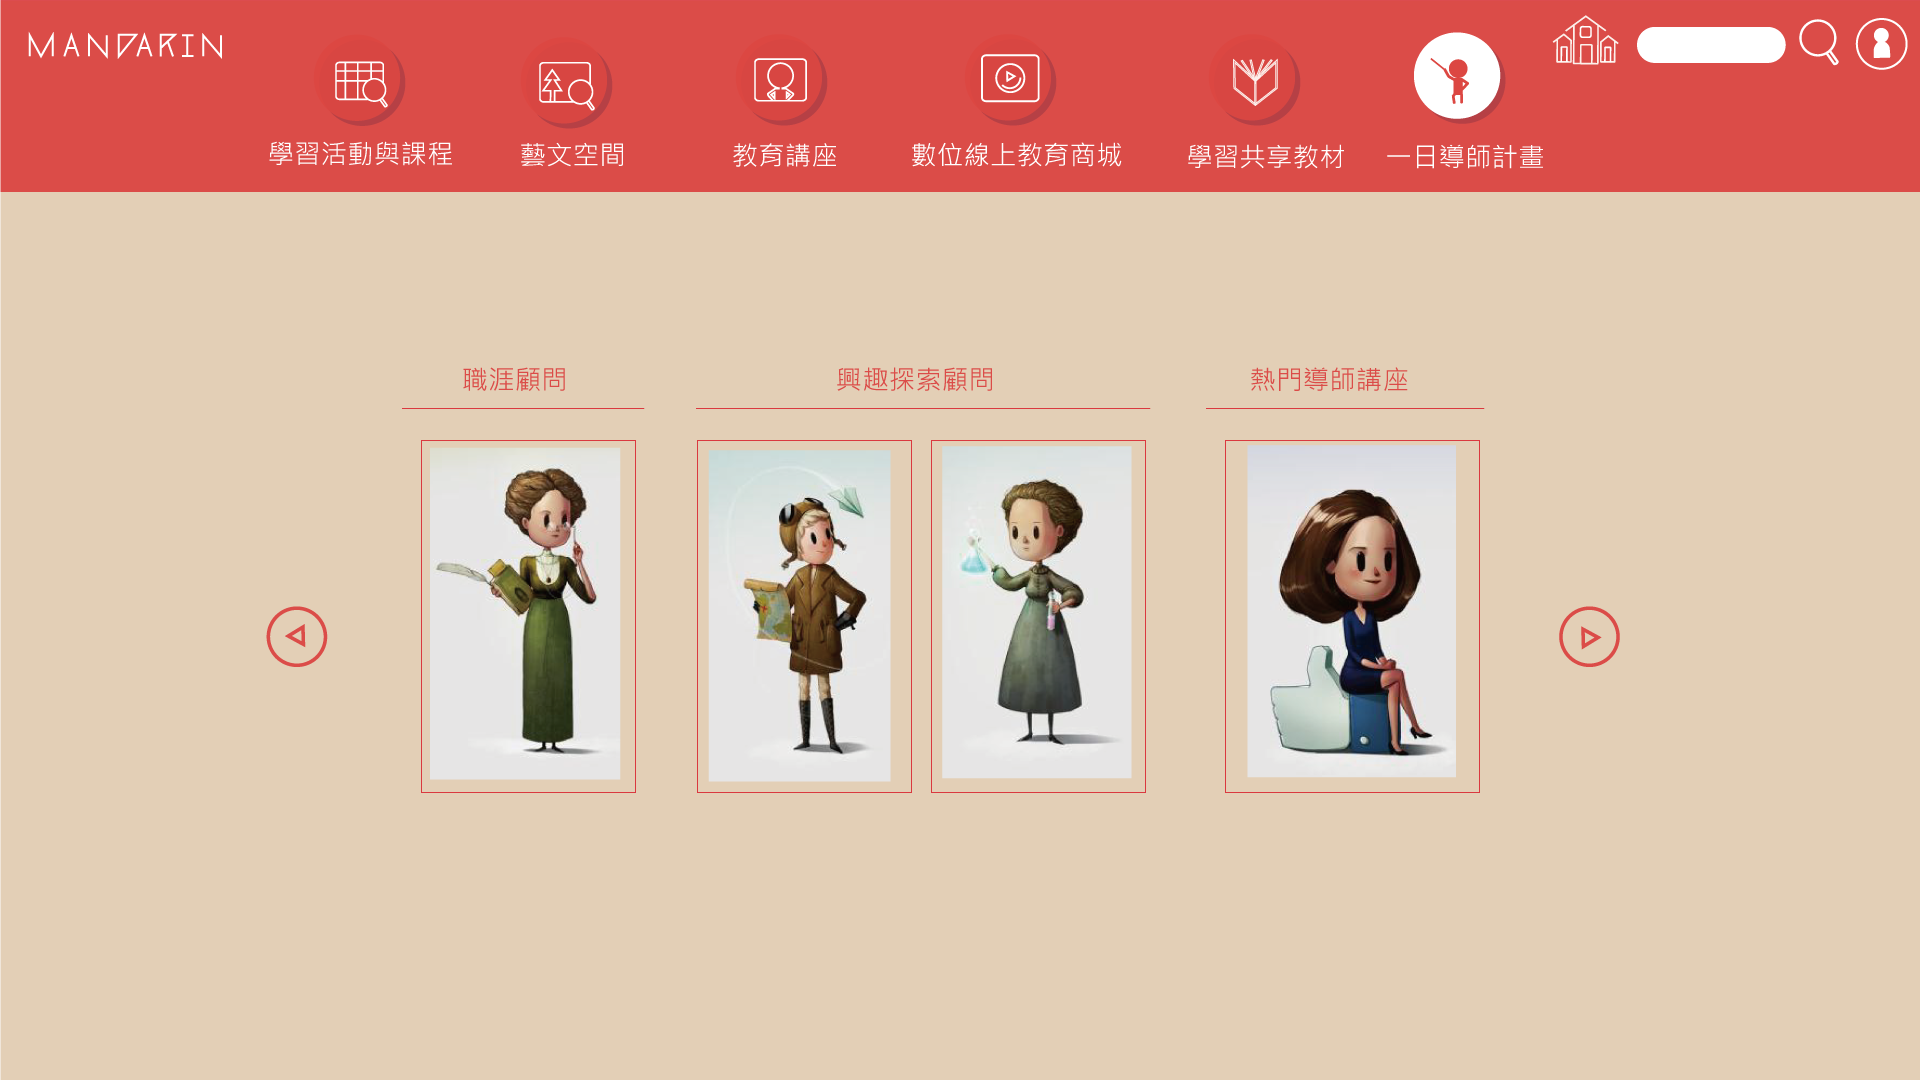 MANDARIN
學習活動與課程
藝文空間
教育講座
數位線上教育商城
學習共享教材
一日導師計畫
職涯顧問
興趣探索顧問
熱門導師講座